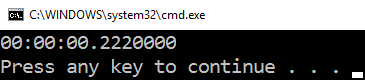 C:\WINDOWS\system32\cmd.exe
00:00:00.2220000
Press any key to continue . . .